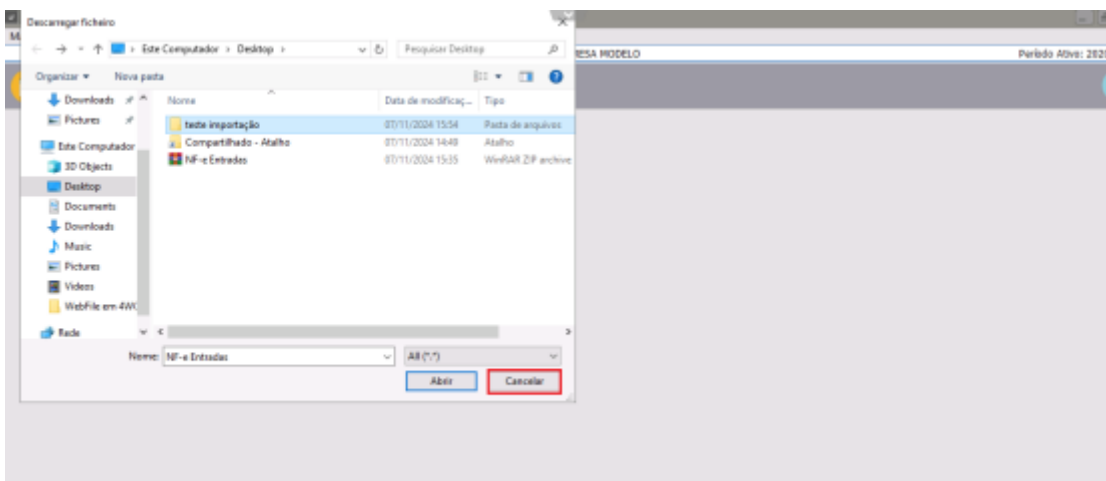 Descarregar ficheiro
Este Computador › Desktop ›
Pesquisar Desktop
RESA MODELO
Período Ativo: 202
Organizar
Nova pasta
Downloads
Pictures
Este Computador
3D Objects
Desktop
Documents
Downloads
Music
Pictures
Videos
WebFile em 4W
Rede
Nome
Data de modificaç...
Tipo
teste importação
07/11/2024 15:54
Pasta de arquivos
Compartilhado - Atalho
07/11/2024 14:40
Atalho
NF-e Entradas
07/11/2024 15:35
WinRAR ZIP archive
Nome:
NF-e Entradas
All (*.*)
Abrir
Cancelar